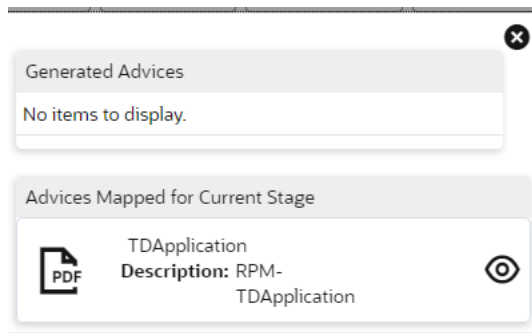 Generated Advices
No items to display.
Advices Mapped for Current Stage
PDF
TDApplication
Description: RPM-
TDApplication